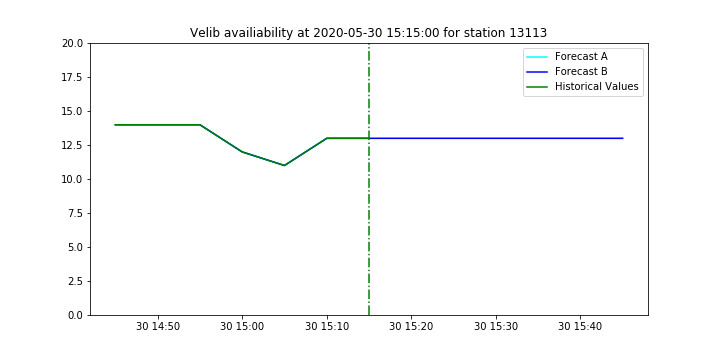 Velib availiability at 2020-05-30 15:15:00 for station 13113
20.0
17.5
15.0
12.5
10.0
7.5
5.0
2.5
0.0
Forecast A
Forecast B
Historical Values
30 14:50 30 15:00 30 15:10 30 15:20 30 15:30 30 15:40